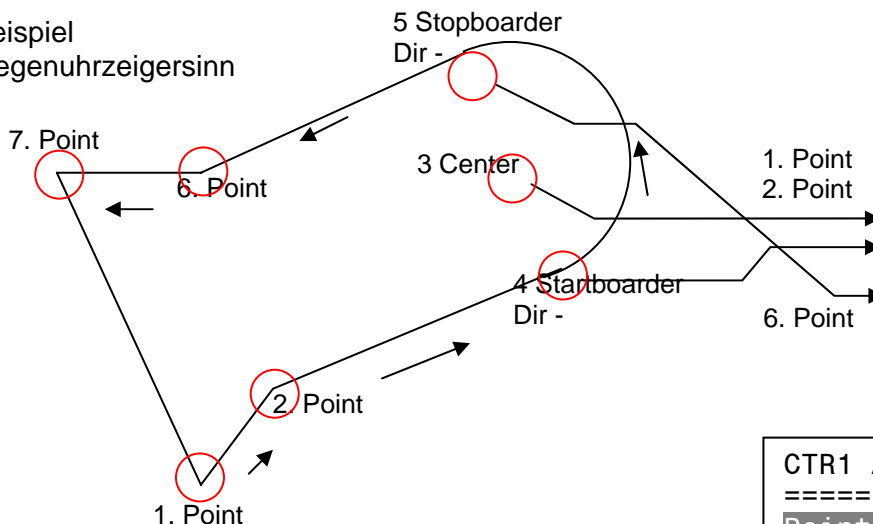 eispiel
egenuhrzeigersinn
5 Stopboarder
Dir -
7. Point
6. Point
3 Center
1. Point
2. Point
4 Startboarder
Dir -
6. Point
2. Point
1. Point
CTR1
=====